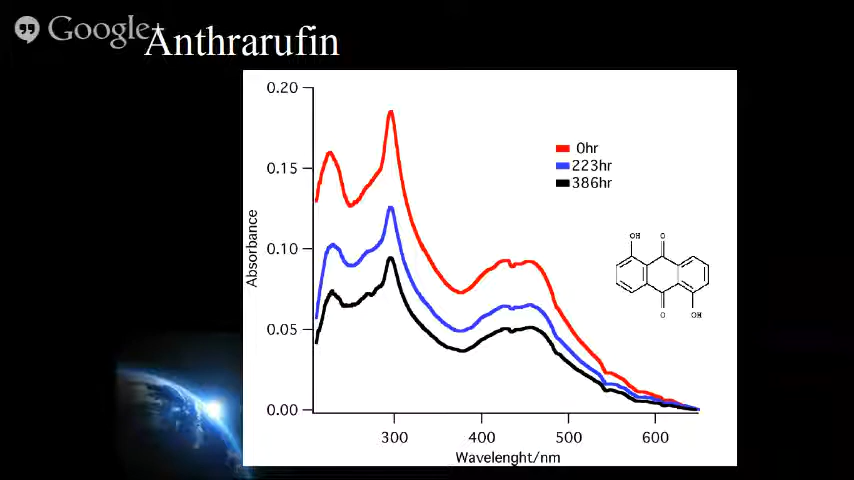 Google+
Anthrarufin
0.20
0.15
0.10
0.05
0.00
Absorbance
300 400 500 600
Wavelenght/nm
0hr
223hr
386hr
OH O
O OH